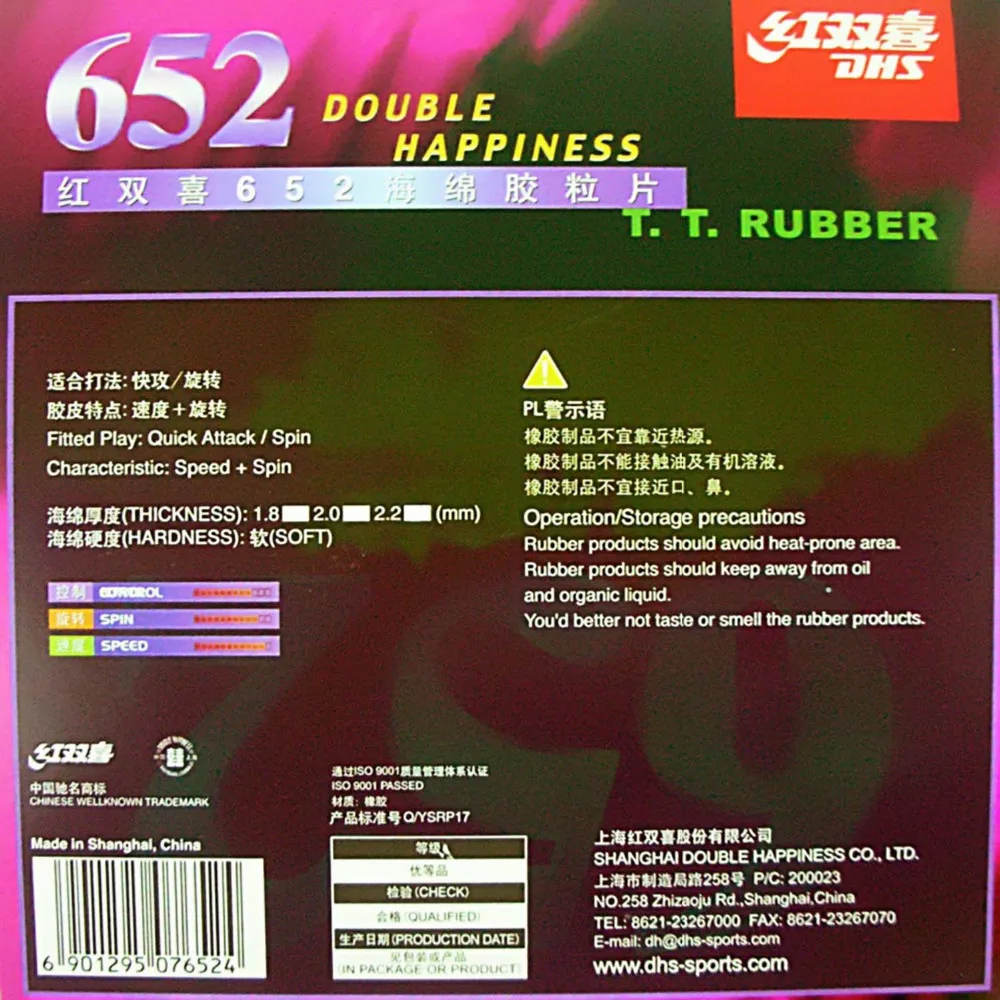 652
DOUBLE
HAPPINESS
红双喜
DHS
红双喜652海绵胶粒片
T. T. RUBBER
适合打法:快攻/旋转
胶皮特点:速度+旋转
Fitted Play: Quick Attack / Spin
Characteristic: Speed + Spin
海绵厚度(THICKNESS): 1.8 2.0 2.2 (mm)
海绵硬度(HARDNESS): 软(SOFT)
控制
旋转 SPIN
速度 SPEED
PL警示语
橡胶制品不宜靠近热源。
橡胶制品不能接触油及有机溶液。
橡胶制品不宜接近口、鼻。
Operation/Storage precautions
Rubber products should avoid heat-prone area.
Rubber products should keep away from oil
and organic liquid.
You'd better not taste or smell the rubber products.
红双喜
中国驰名商标
CHINESE WELLKNOWN TRADEMARK
Made in Shanghai, China
6 901295 076524
通过ISO 9001质量管理体系认证
ISO 9001 PASSED
材质: 橡胶
产品标准号Q/YSRP17
等级
优等品
检验(CHECK)
合格(QUALIFIED)
生产日期(PRODUCTION DATE)
见包装或产品
(IN PACKAGE OR PRODUCT)
上海红双喜股份有限公司
SHANGHAI DOUBLE HAPPINESS CO., LTD.
上海市制造局路258号 P/C: 200023
NO.258 Zhizaoju Rd.,Shanghai,China
TEL: 8621-23267000 FAX: 8621-23267070
E-mail: dh@dhs-sports.com
www.dhs-sports.com